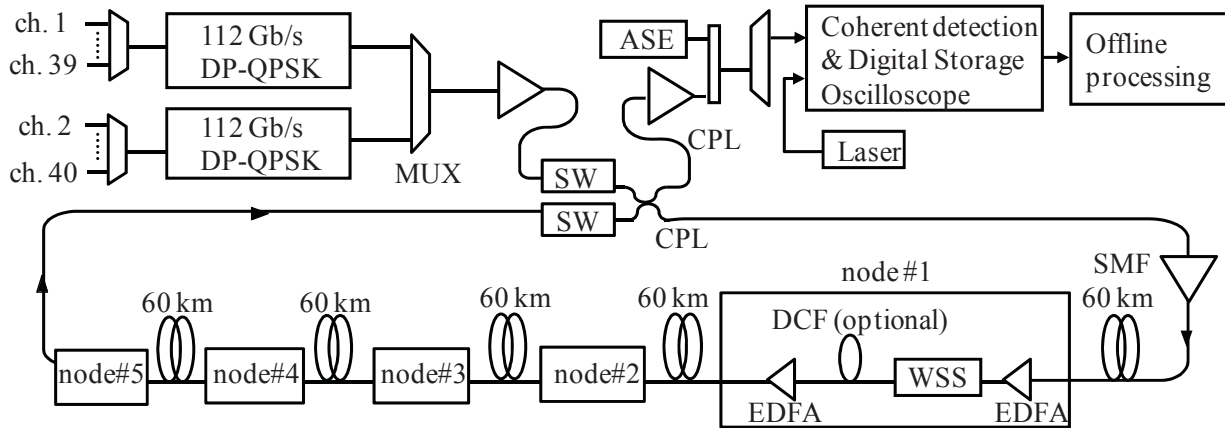 ch. 1
ch. 39
112 Gb/s
DP-QPSK
ch. 2
ch. 40
112 Gb/s
DP-QPSK
MUX
ASE
CPL
Coherent detection
& Digital Storage
Oscilloscope
Offline
processing
Laser
SW
SW
CPL
SMF
60 km
node #1
DCF (optional)
WSS
EDFA
EDFA
60 km
node#2
60 km
node#3
60 km
node#4
60 km
node#5